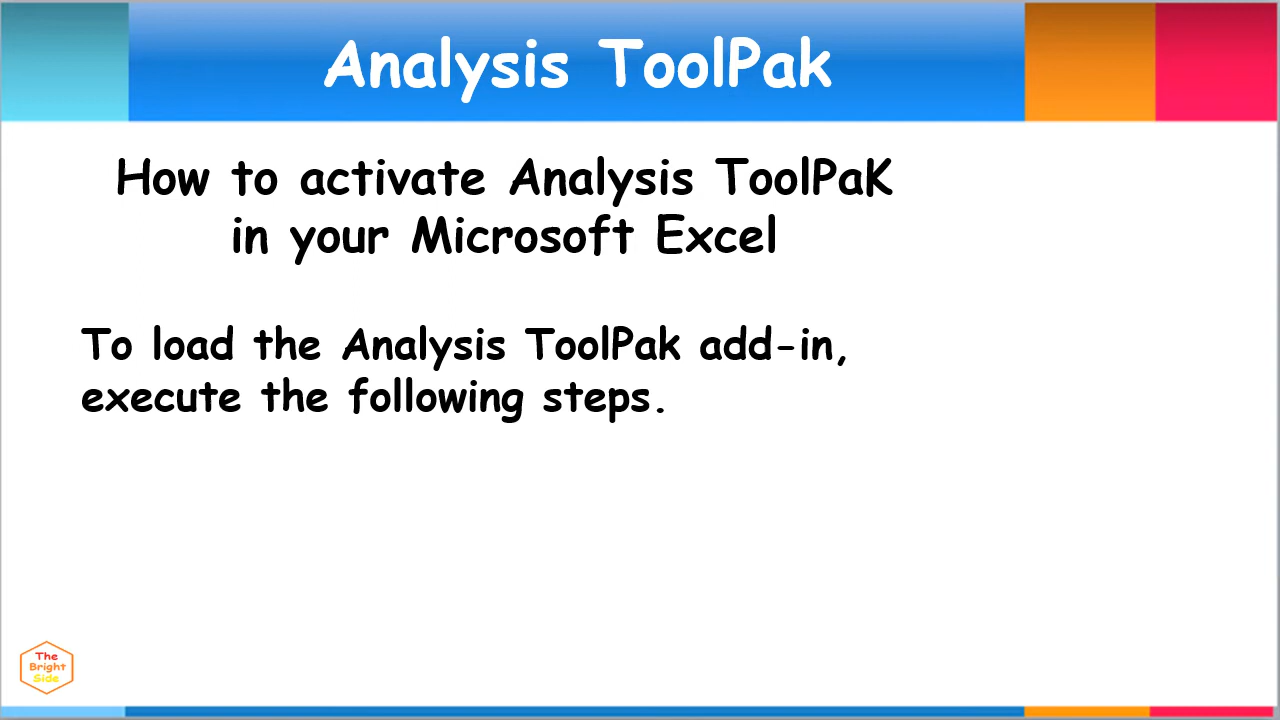 Analysis ToolPak
How to activate Analysis ToolPaK
in your Microsoft Excel
To load the Analysis ToolPak add-in,
execute the following steps.
The
Bright
Side